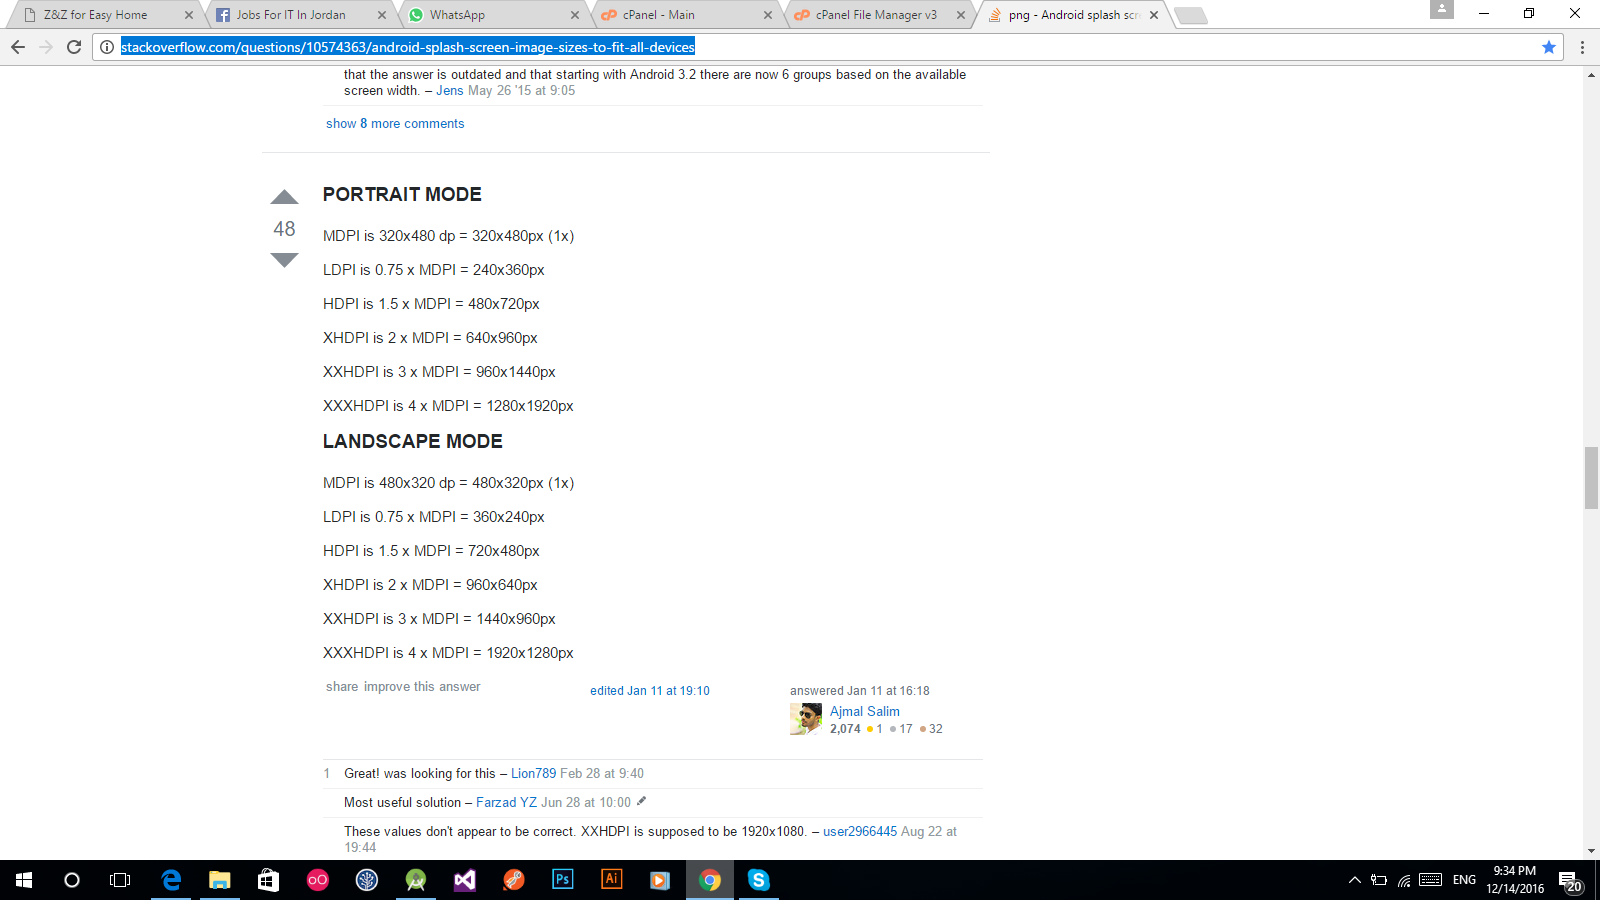 Z&Z for Easy Home
Jobs For IT In Jordan
WhatsApp
cPanel - Main
cPanel File Manager v3
png - Android splash scr
stackoverflow.com/questions/10574363/android-splash-screen-image-sizes-to-fit-all-devices
that the answer is outdated and that starting with Android 3.2 there are now 6 groups based on the available
screen width. – Jens May 26 '15 at 9:05
show 8 more comments
48
PORTRAIT MODE
MDPI is 320x480 dp = 320x480px (1x)
LDPI is 0.75 x MDPI = 240x360px
HDPI is 1.5 x MDPI = 480x720px
XHDPI is 2 x MDPI = 640x960px
XXHDPI is 3 x MDPI = 960x1440px
XXXHDPI is 4 x MDPI = 1280x1920px
LANDSCAPE MODE
MDPI is 480x320 dp = 480x320px (1x)
LDPI is 0.75 x MDPI = 360x240px
HDPI is 1.5 x MDPI = 720x480px
XHDPI is 2 x MDPI = 960x640px
XXHDPI is 3 x MDPI = 1440x960px
XXXHDPI is 4 x MDPI = 1920x1280px
share improve this answer
edited Jan 11 at 19:10
answered Jan 11 at 16:18
Ajmal Salim
2,074 1 17 32
1 Great! was looking for this – Lion789 Feb 28 at 9:40
Most useful solution – Farzad YZ Jun 28 at 10:00
These values don't appear to be correct. XXHDPI is supposed to be 1920x1080. – user2966445 Aug 22 at
19:44
Ps
Ai
ENG
9:34 PM
12/14/2016
20